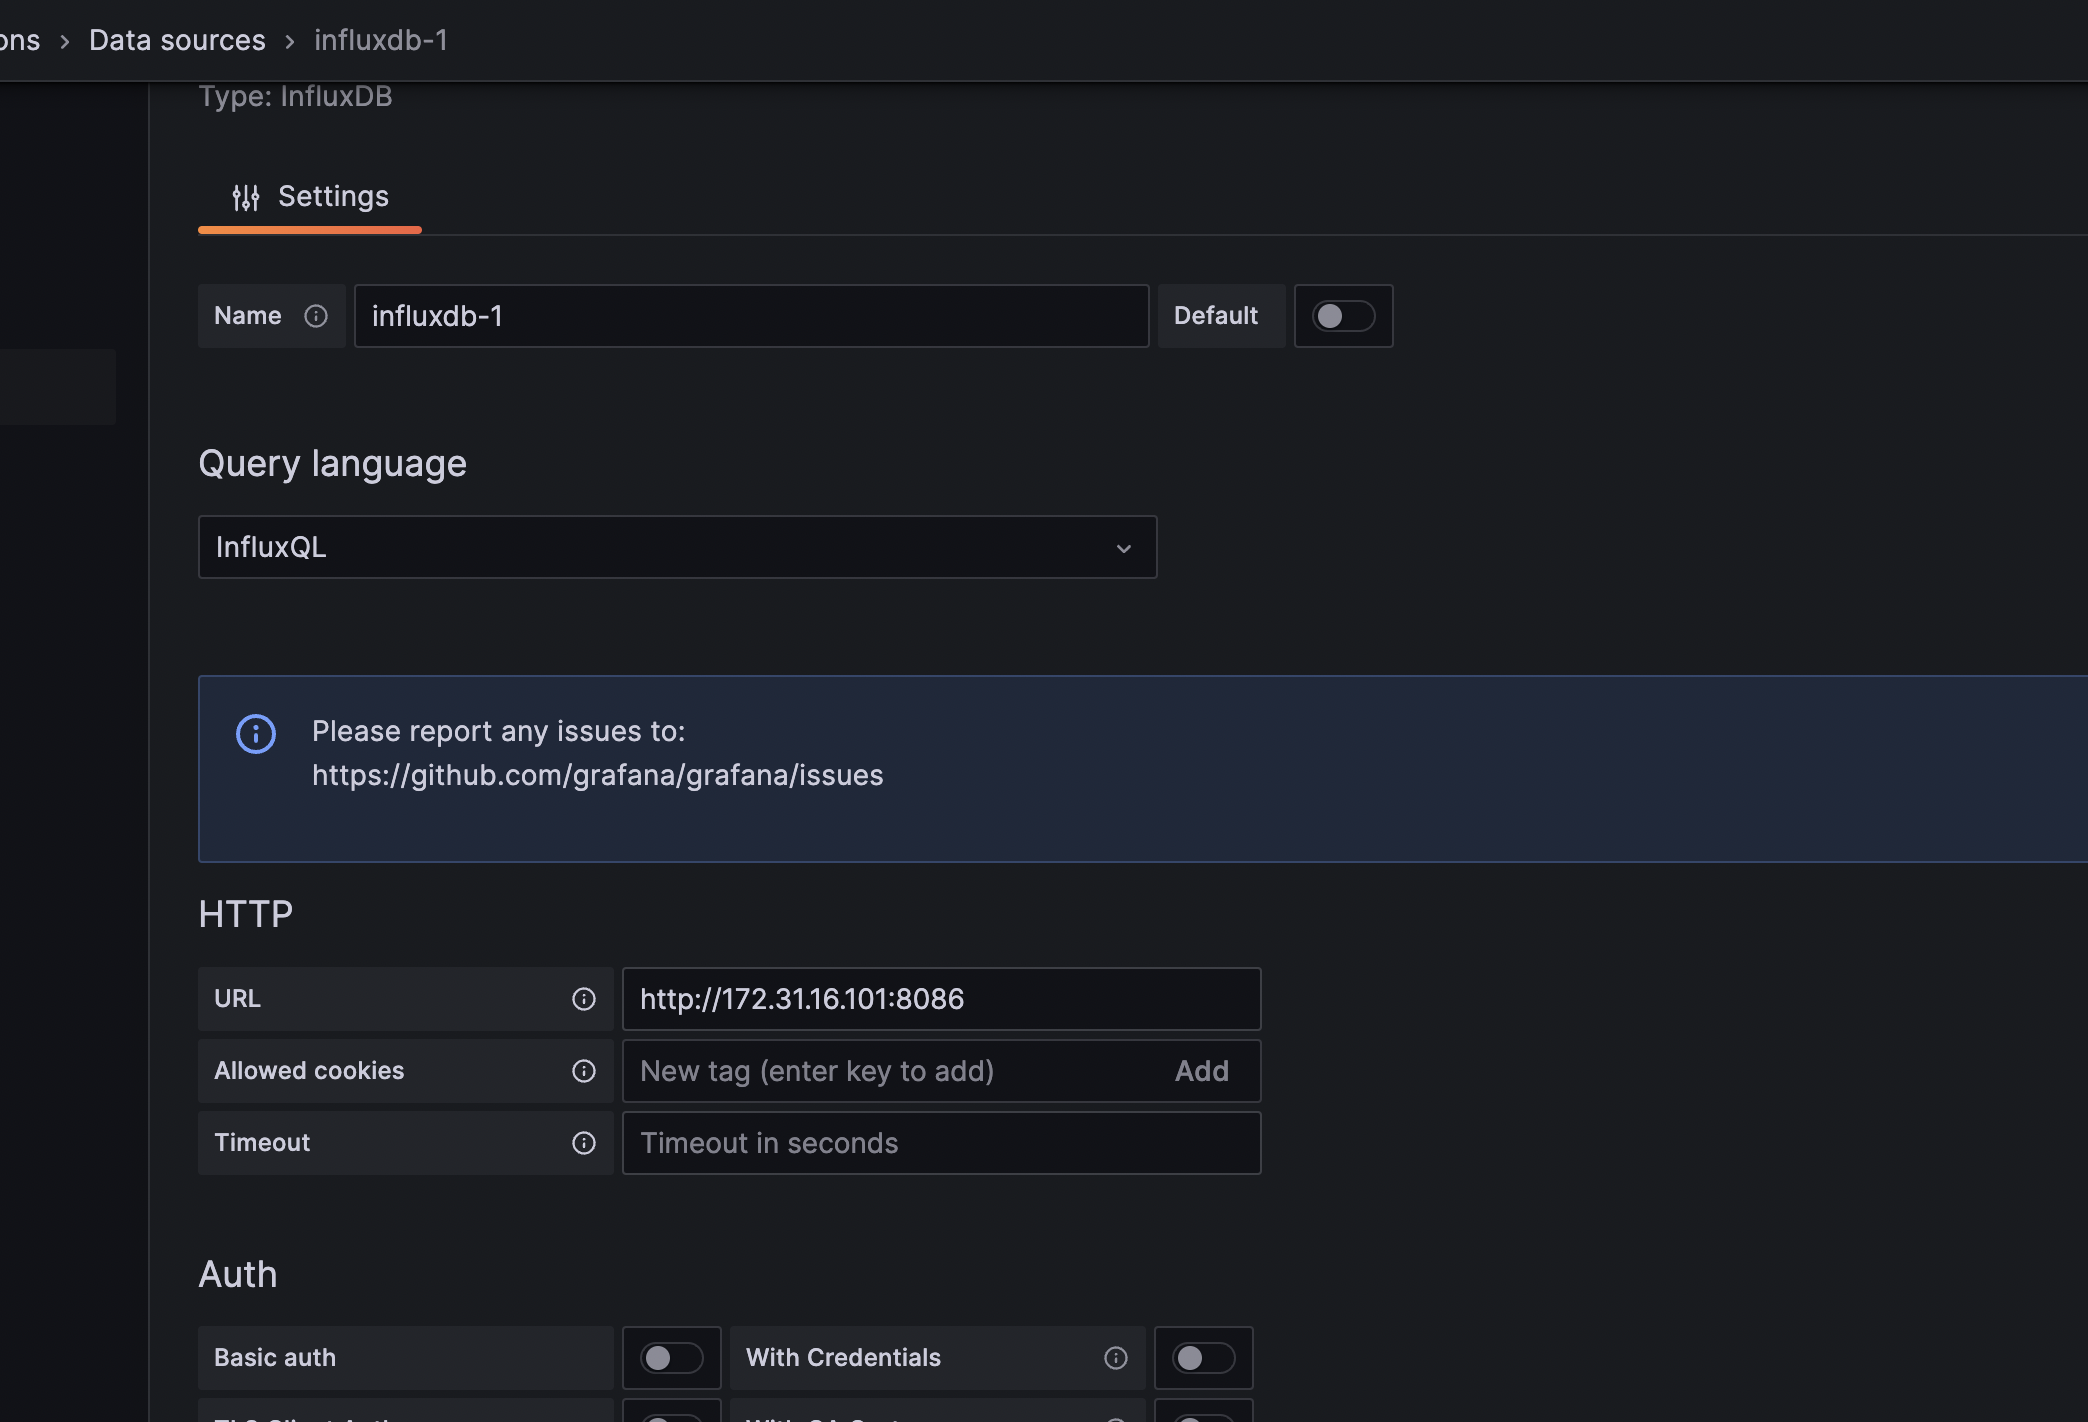 ons > Data sources > influxdb-1
Type: InfluxDB
Settings
Name influxdb-1 Default
Query language
InfluxQL
Please report any issues to:
https://github.com/grafana/grafana/issues
HTTP
URL http://172.31.16.101:8086
Allowed cookies New tag (enter key to add) Add
Timeout Timeout in seconds
Auth
Basic auth With Credentials